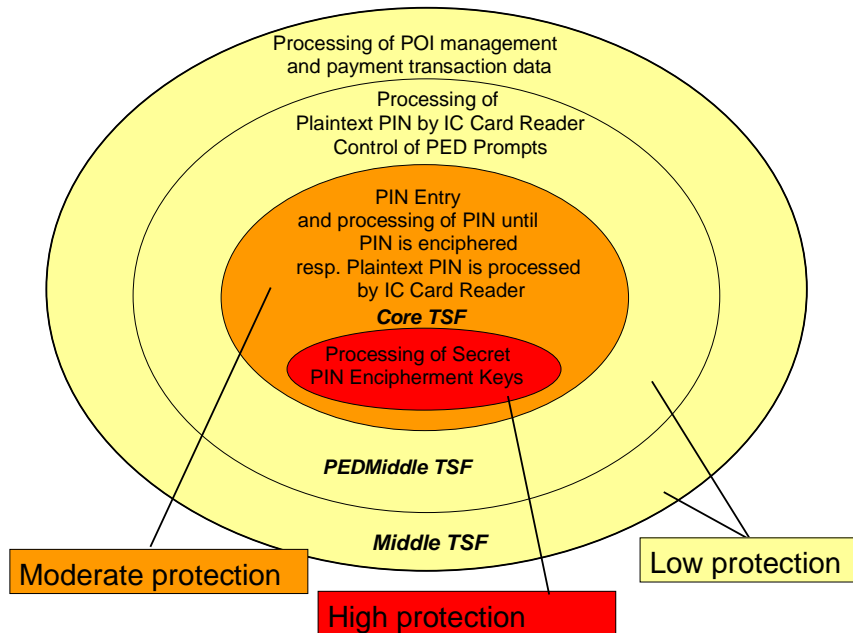 Processing of POI management
and payment transaction data
Processing of
Plaintext PIN by IC Card Reader
Control of PED Prompts
PIN Entry
and processing of PIN until
PIN is enciphered
resp. Plaintext PIN is processed
by IC Card Reader
Core TSF
Processing of Secret
PIN Encipherment Keys
PEDMiddle TSF
Middle TSF
Low protection
Moderate protection
High protection